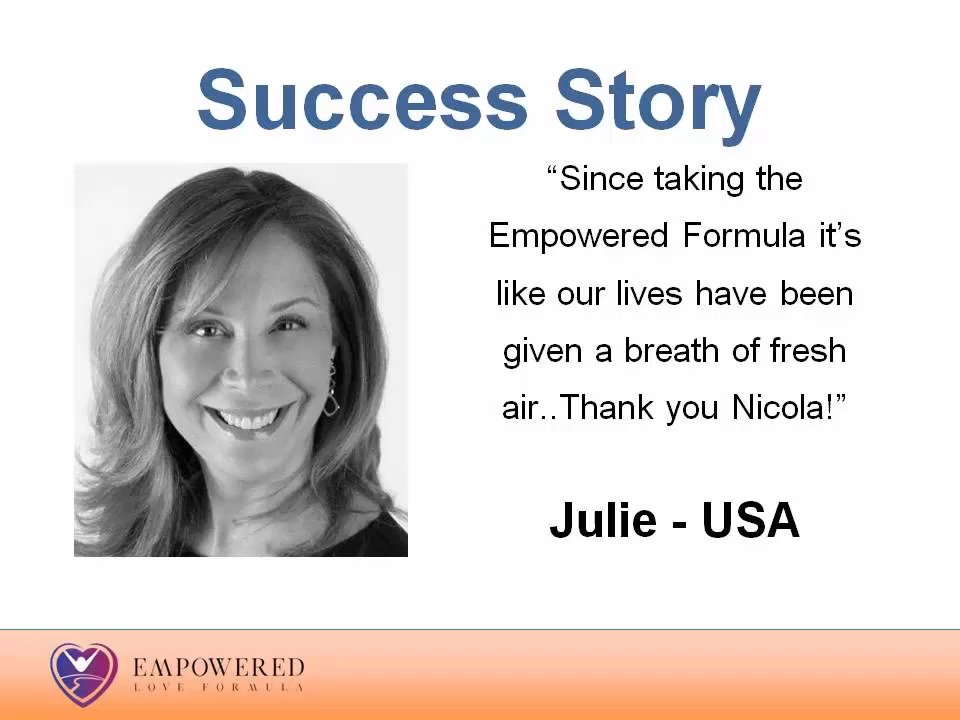 Success Story
“Since taking the
Empowered Formula it’s
like our lives have been
given a breath of fresh
air..Thank you Nicola!”
Julie - USA
EMPOWERED
LOVE FORMULA